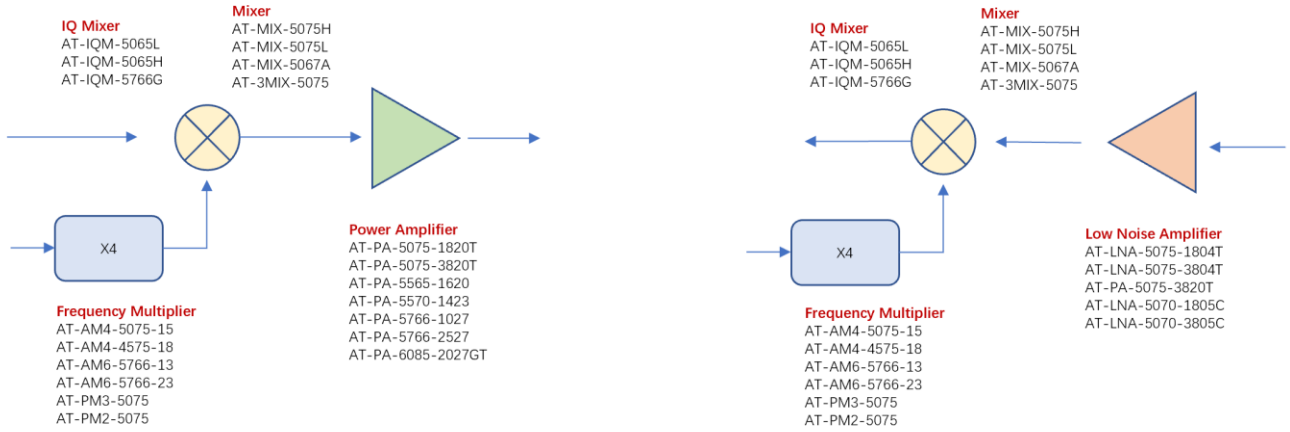 IQ Mixer
AT-IQM-5065L
AT-IQM-5065H
AT-IQM-5766G
Mixer
AT-MIX-5075H
AT-MIX-5075L
AT-MIX-5067A
AT-3MIX-5075
X4
Frequency Multiplier
AT-AM4-5075-15
AT-AM4-4575-18
AT-AM6-5766-13
AT-AM6-5766-23
AT-PM3-5075
AT-PM2-5075
Power Amplifier
AT-PA-5075-1820T
AT-PA-5075-3820T
AT-PA-5565-1620
AT-PA-5570-1423
AT-PA-5766-1027
AT-PA-5766-2527
AT-PA-6085-2027GT
IQ Mixer
AT-IQM-5065L
AT-IQM-5065H
AT-IQM-5766G
Mixer
AT-MIX-5075H
AT-MIX-5075L
AT-MIX-5067A
AT-3MIX-5075
X4
Frequency Multiplier
AT-AM4-5075-15
AT-AM4-4575-18
AT-AM6-5766-13
AT-AM6-5766-23
AT-PM3-5075
AT-PM2-5075
Low Noise Amplifier
AT-LNA-5075-1804T
AT-LNA-5075-3804T
AT-PA-5075-3820T
AT-LNA-5070-1805C
AT-LNA-5070-3805C